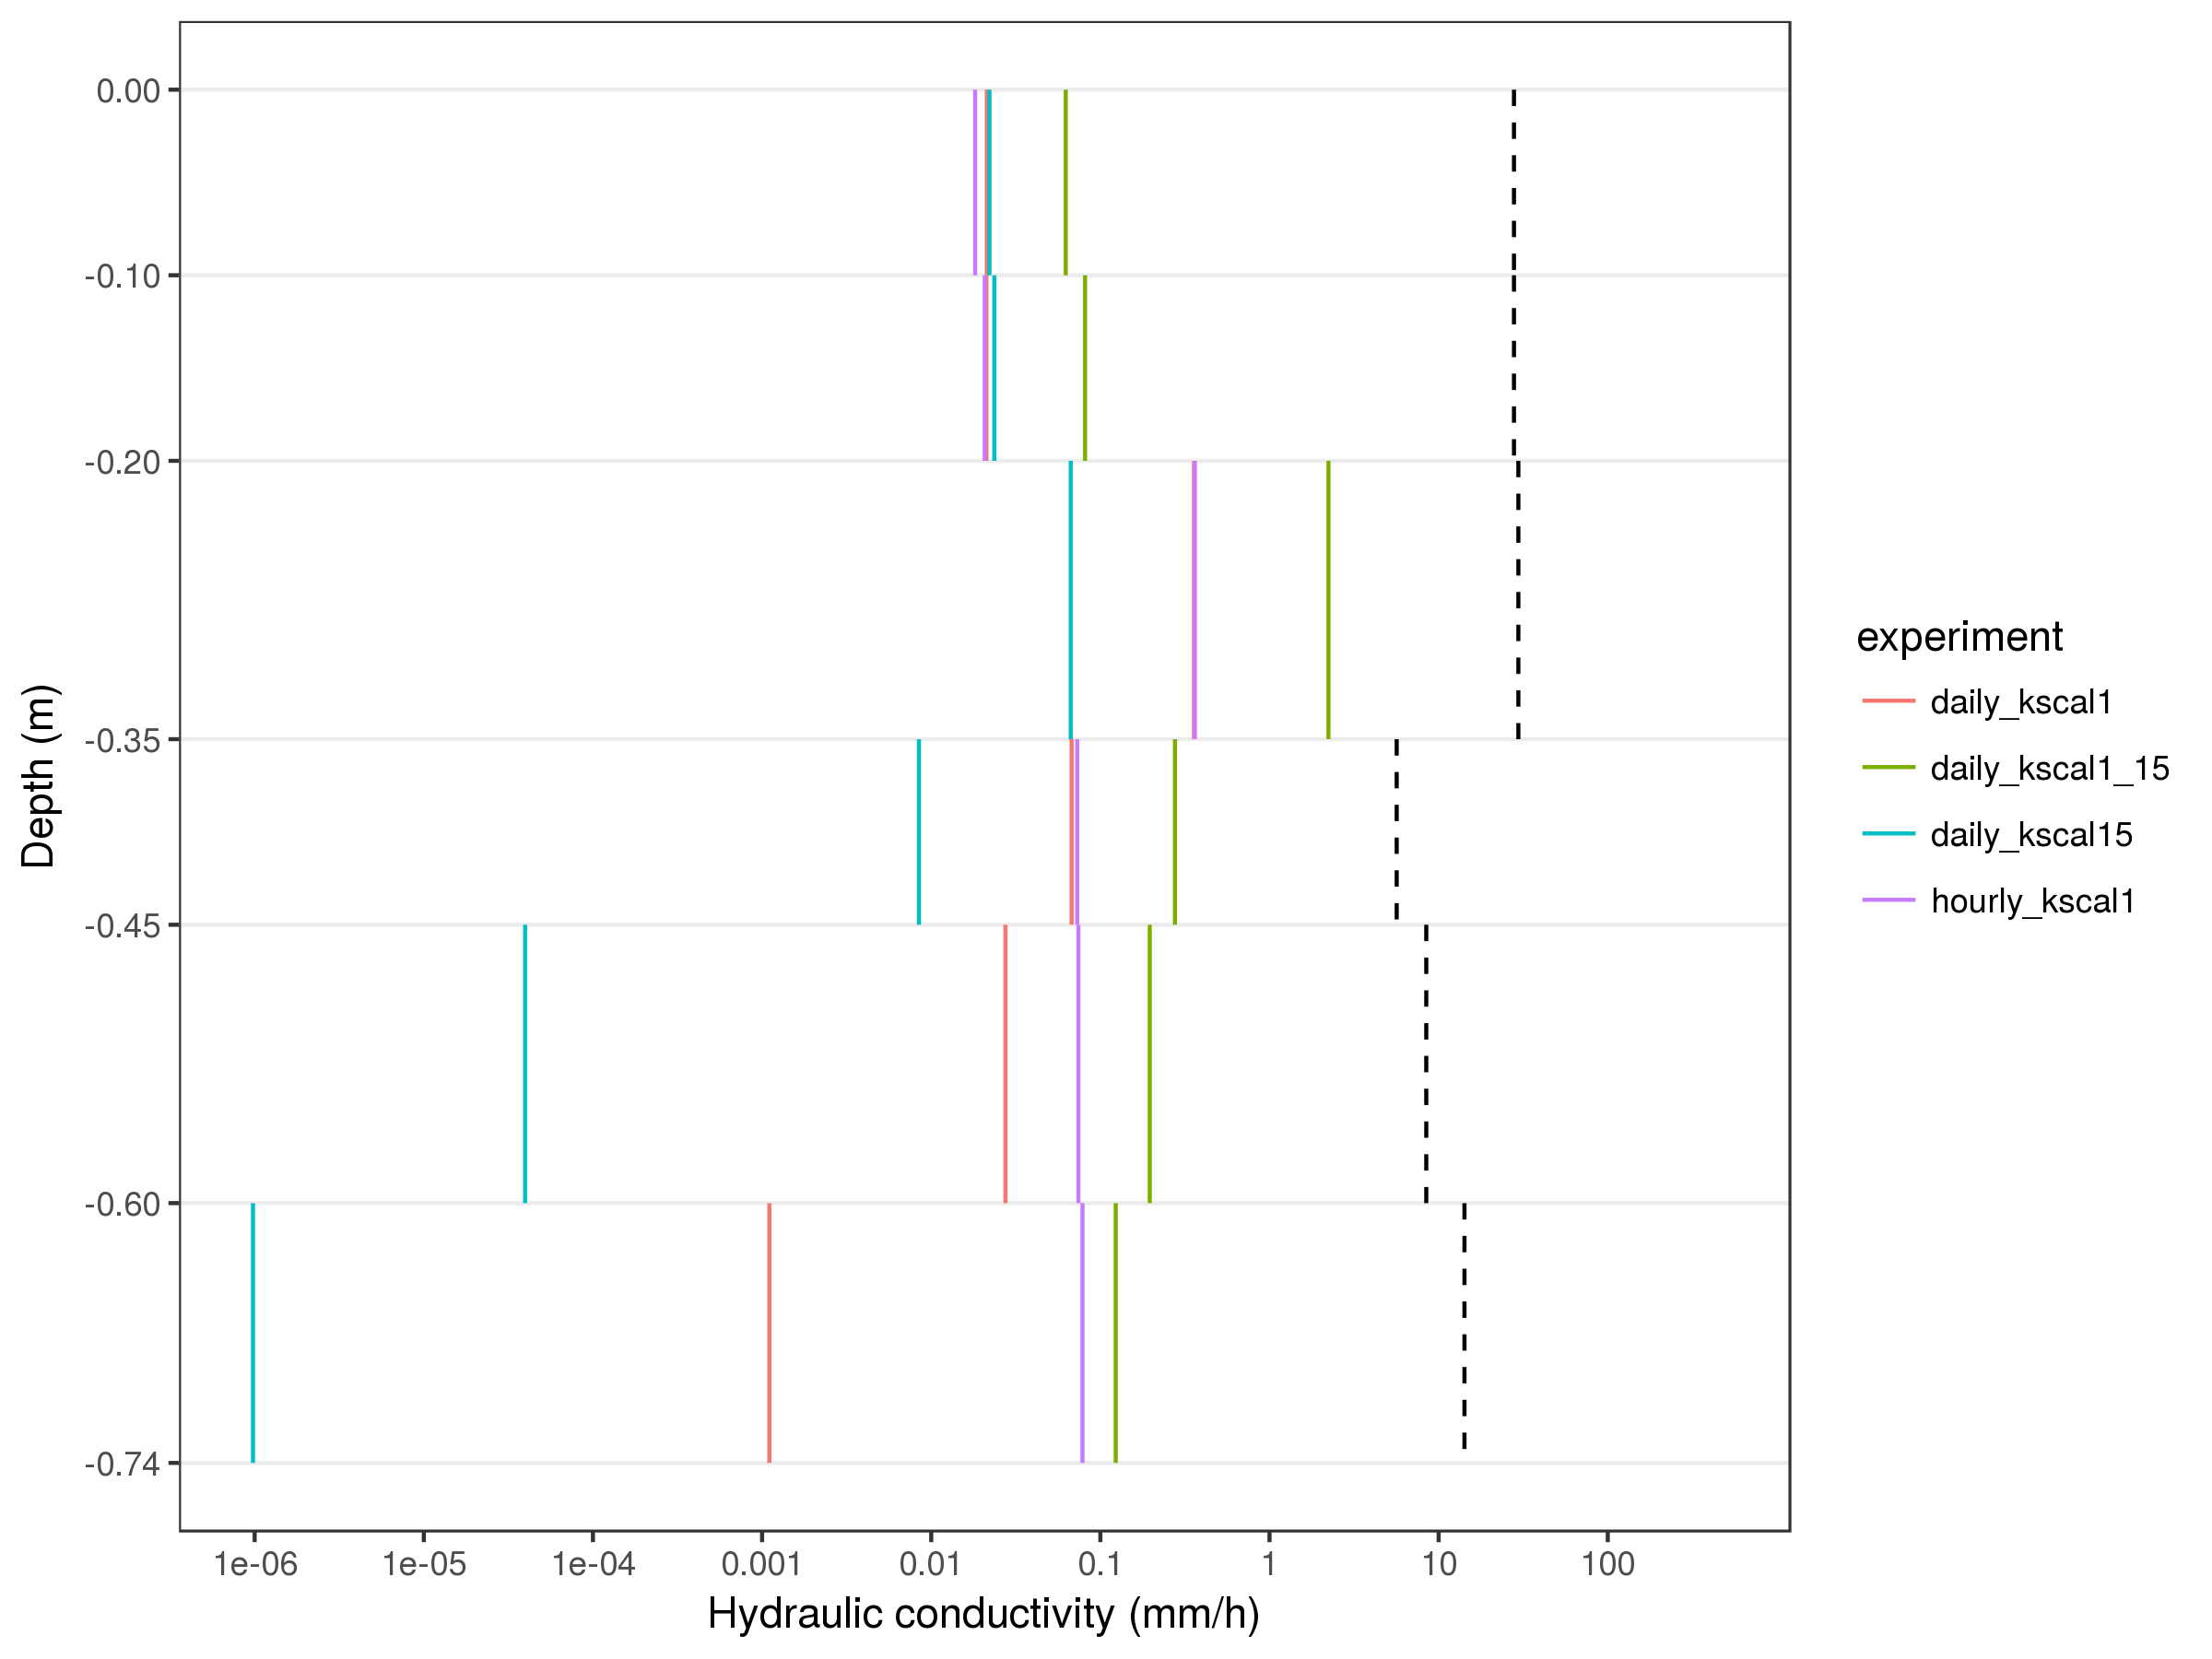 0.00
-0.10
-0.20
-0.35
-0.45
-0.60
-0.74
Depth (m)
1e-06 1e-05 1e-04 0.001 0.01 0.1 1 10 100
Hydraulic conductivity (mm/h)
experiment
daily_kscal1
daily_kscal1_15
daily_kscal15
hourly_kscal1